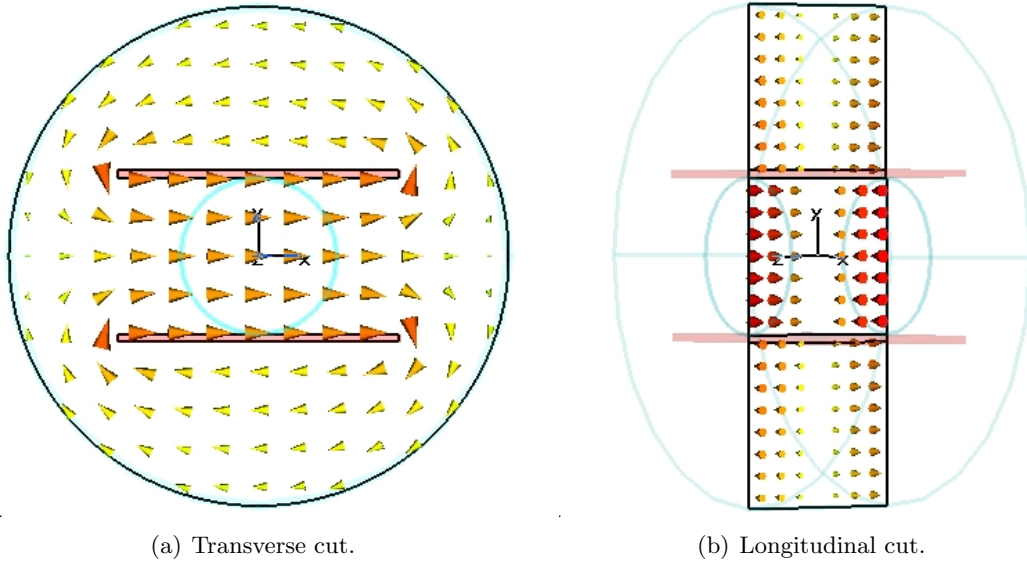 y
z x
y
z x
(a) Transverse cut.
(b) Longitudinal cut.